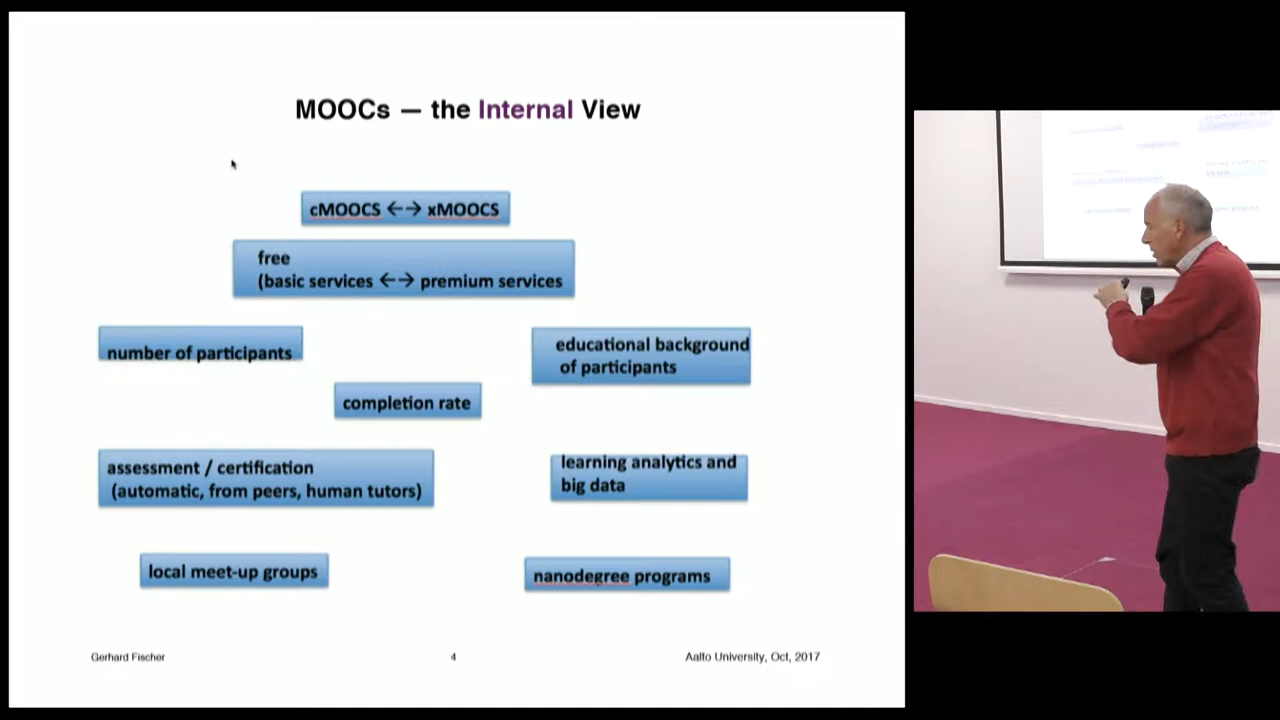 MOOCs — the Internal View
cMOOCS ←→ xMOOCS
free
(basic services ←→ premium services
number of participants
educational background
of participants
completion rate
assessment / certification
(automatic, from peers, human tutors)
learning analytics and
big data
local meet-up groups
nanodegree programs
Gerhard Fischer
4
Aalto University, Oct, 2017